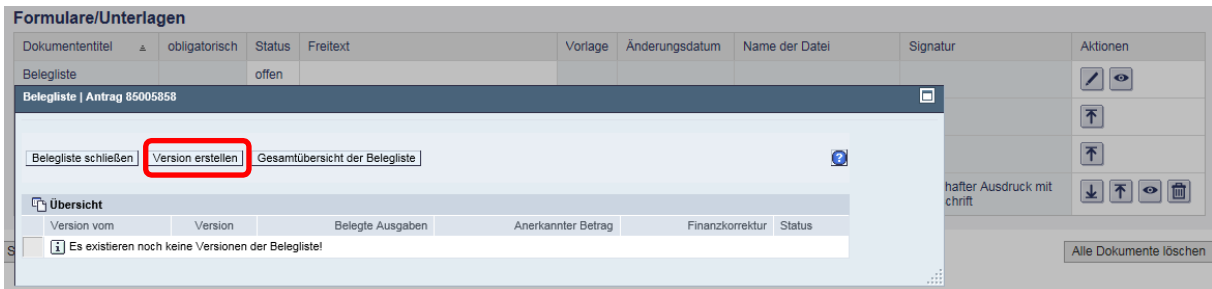 Formulare/Unterlagen
Dokumententitel obligatorisch Status Freitext Vorlage Änderungsdatum Name der Datei Signatur Aktionen
Belegliste offen
Belegliste | Antrag 85005858
Belegliste schließen Version erstellen Gesamtübersicht der Belegliste
hafter Ausdruck mit
chrift
Übersicht
Version vom Version Belegte Ausgaben Anerkannter Betrag Finanzkorrektur Status
Es existieren noch keine Versionen der Belegliste!
S Alle Dokumente löschen